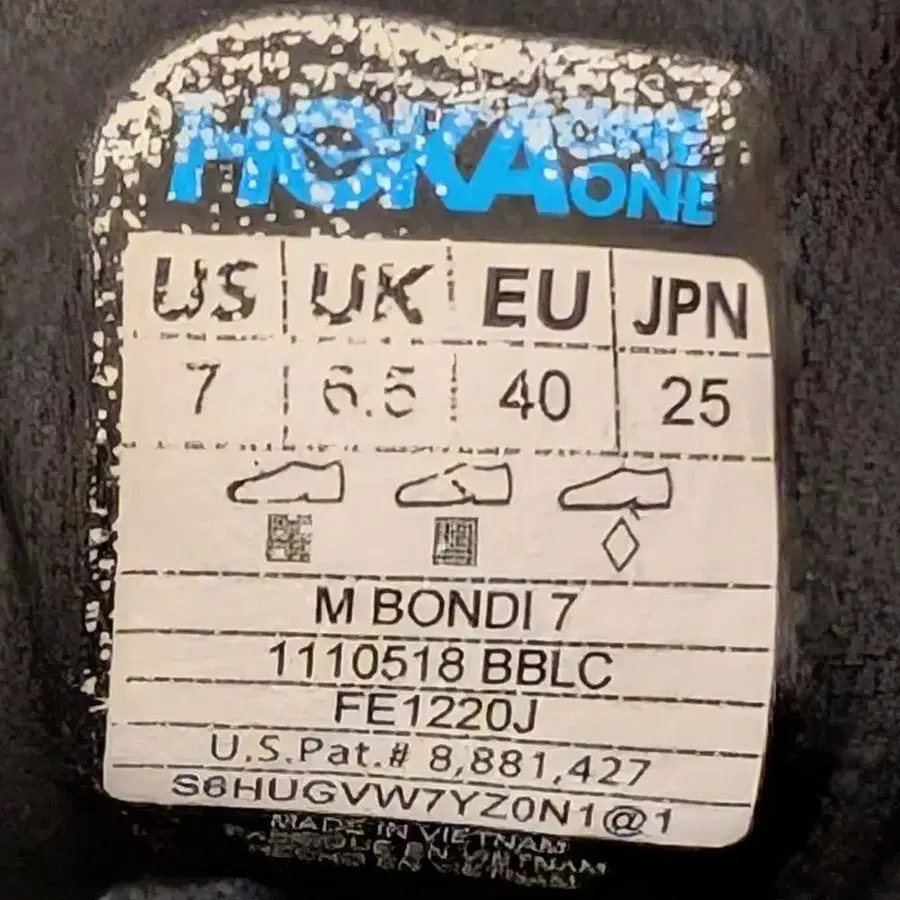 HOKA ONE ONE
US UK EU JPN
7 6.5 40 25
M BONDI 7
1110518 BBLC
FE1220J
U.S.Pat.# 8,881,427
S6HUGVW7YZ0N1@1
MADE IN VIETNAM